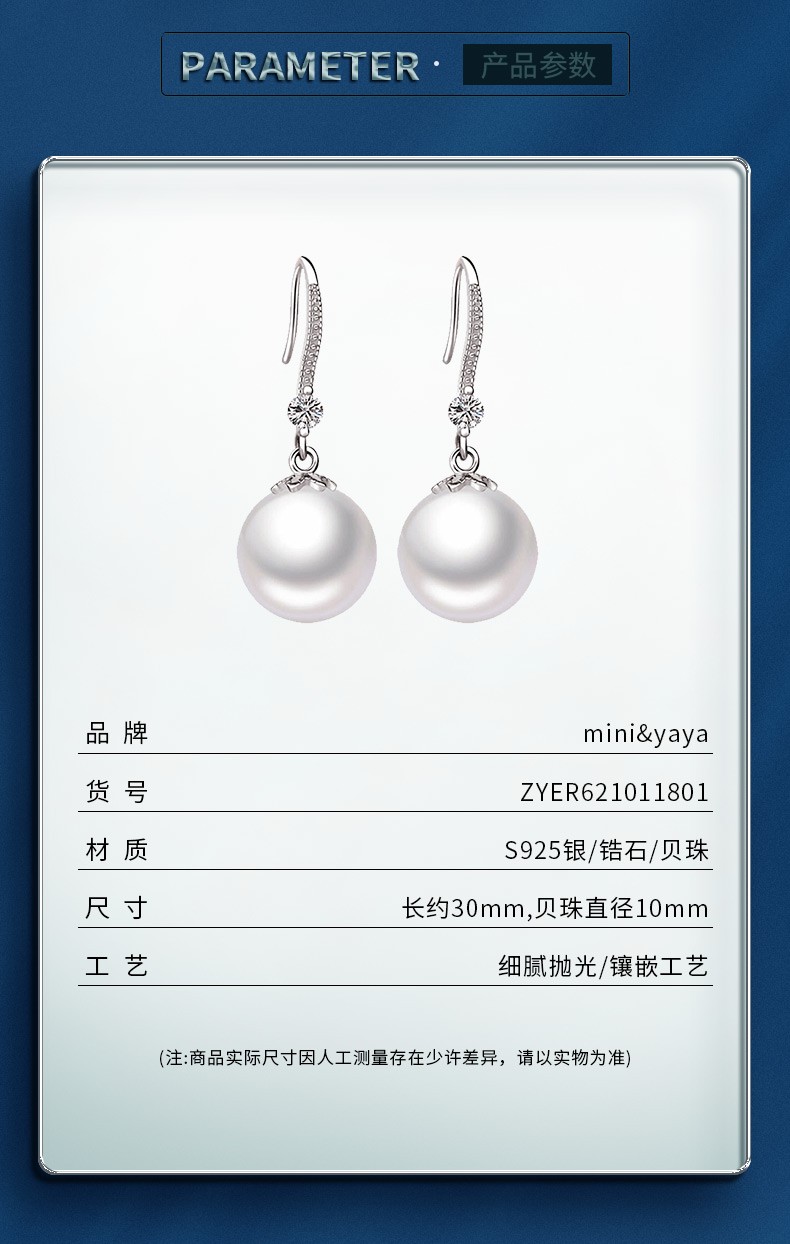 PARAMETER · 产品参数
品牌 mini&yaya
货号 ZYER621011801
材质 S925银/锆石/贝珠
尺寸 长约30mm,贝珠直径10mm
工艺 细腻抛光/镶嵌工艺
(注:商品实际尺寸因人工测量存在少许差异，请以实物为准)